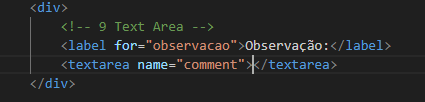 <div>
<!-- 9 Text Area -->
<label for="observacao">Observação:</label>
<textarea name="comment"></textarea>
</div>